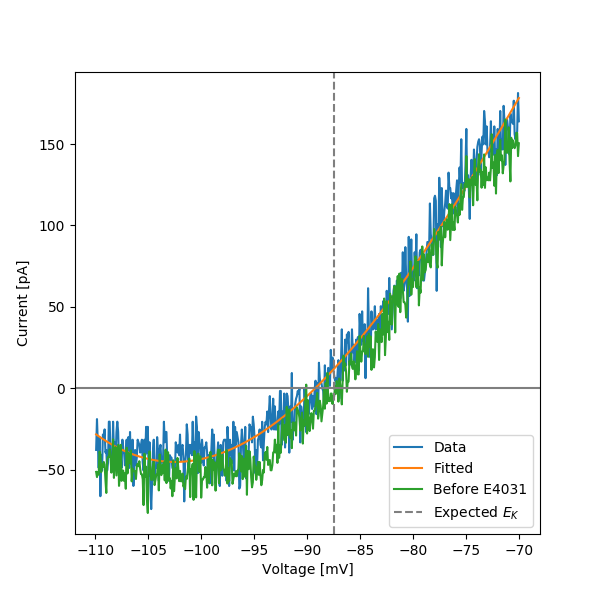 Current [pA]
150
100
50
0
−50
Data
Fitted
Before E4031
Expected E_K
−110 −105 −100 −95 −90 −85 −80 −75 −70
Voltage [mV]